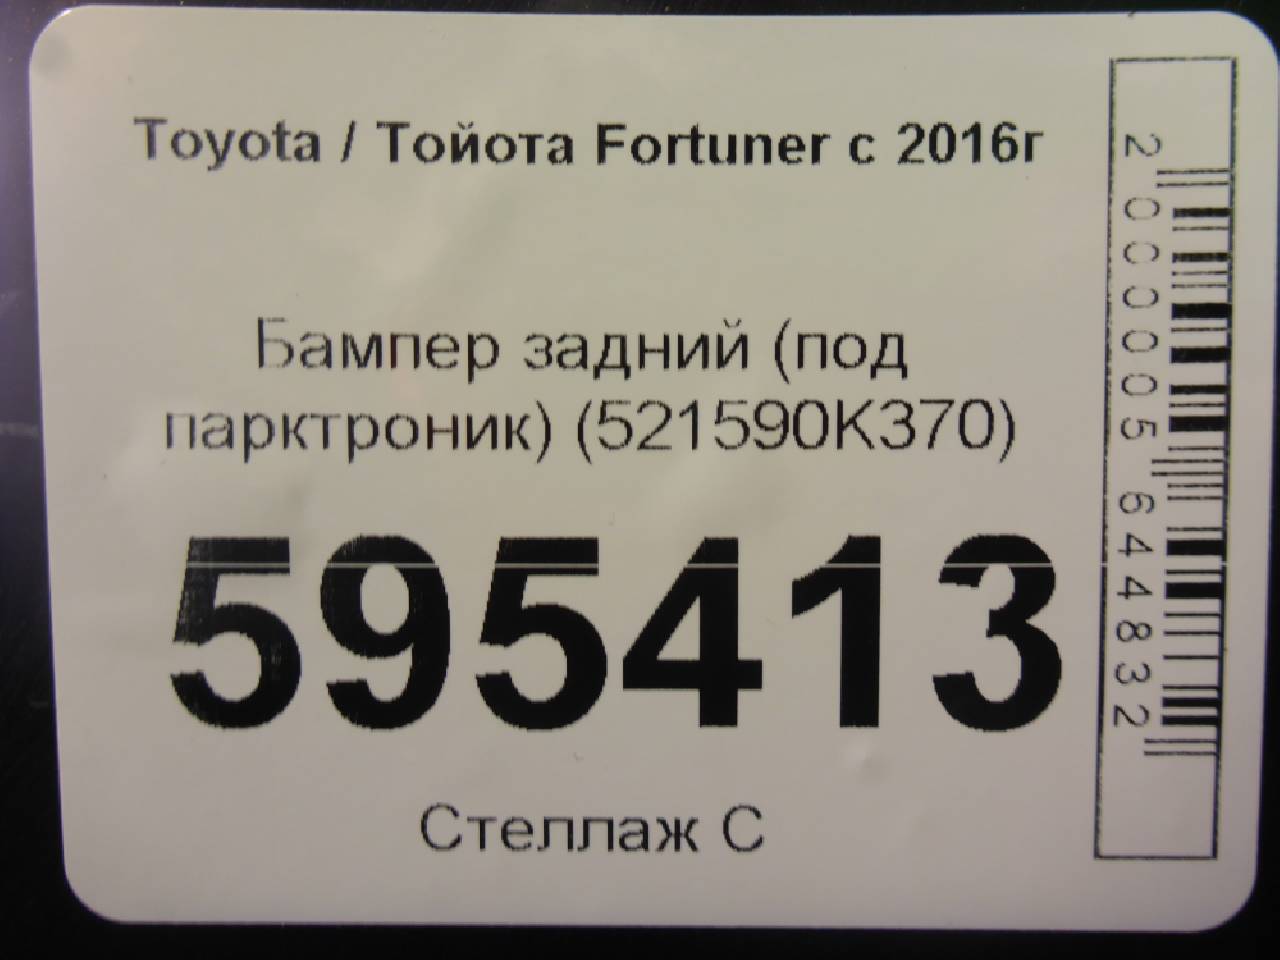 Toyota / Тойота Fortuner с 2016г
Бампер задний (под
парктроник) (521590K370)
595413
Стеллаж С
2000005644832